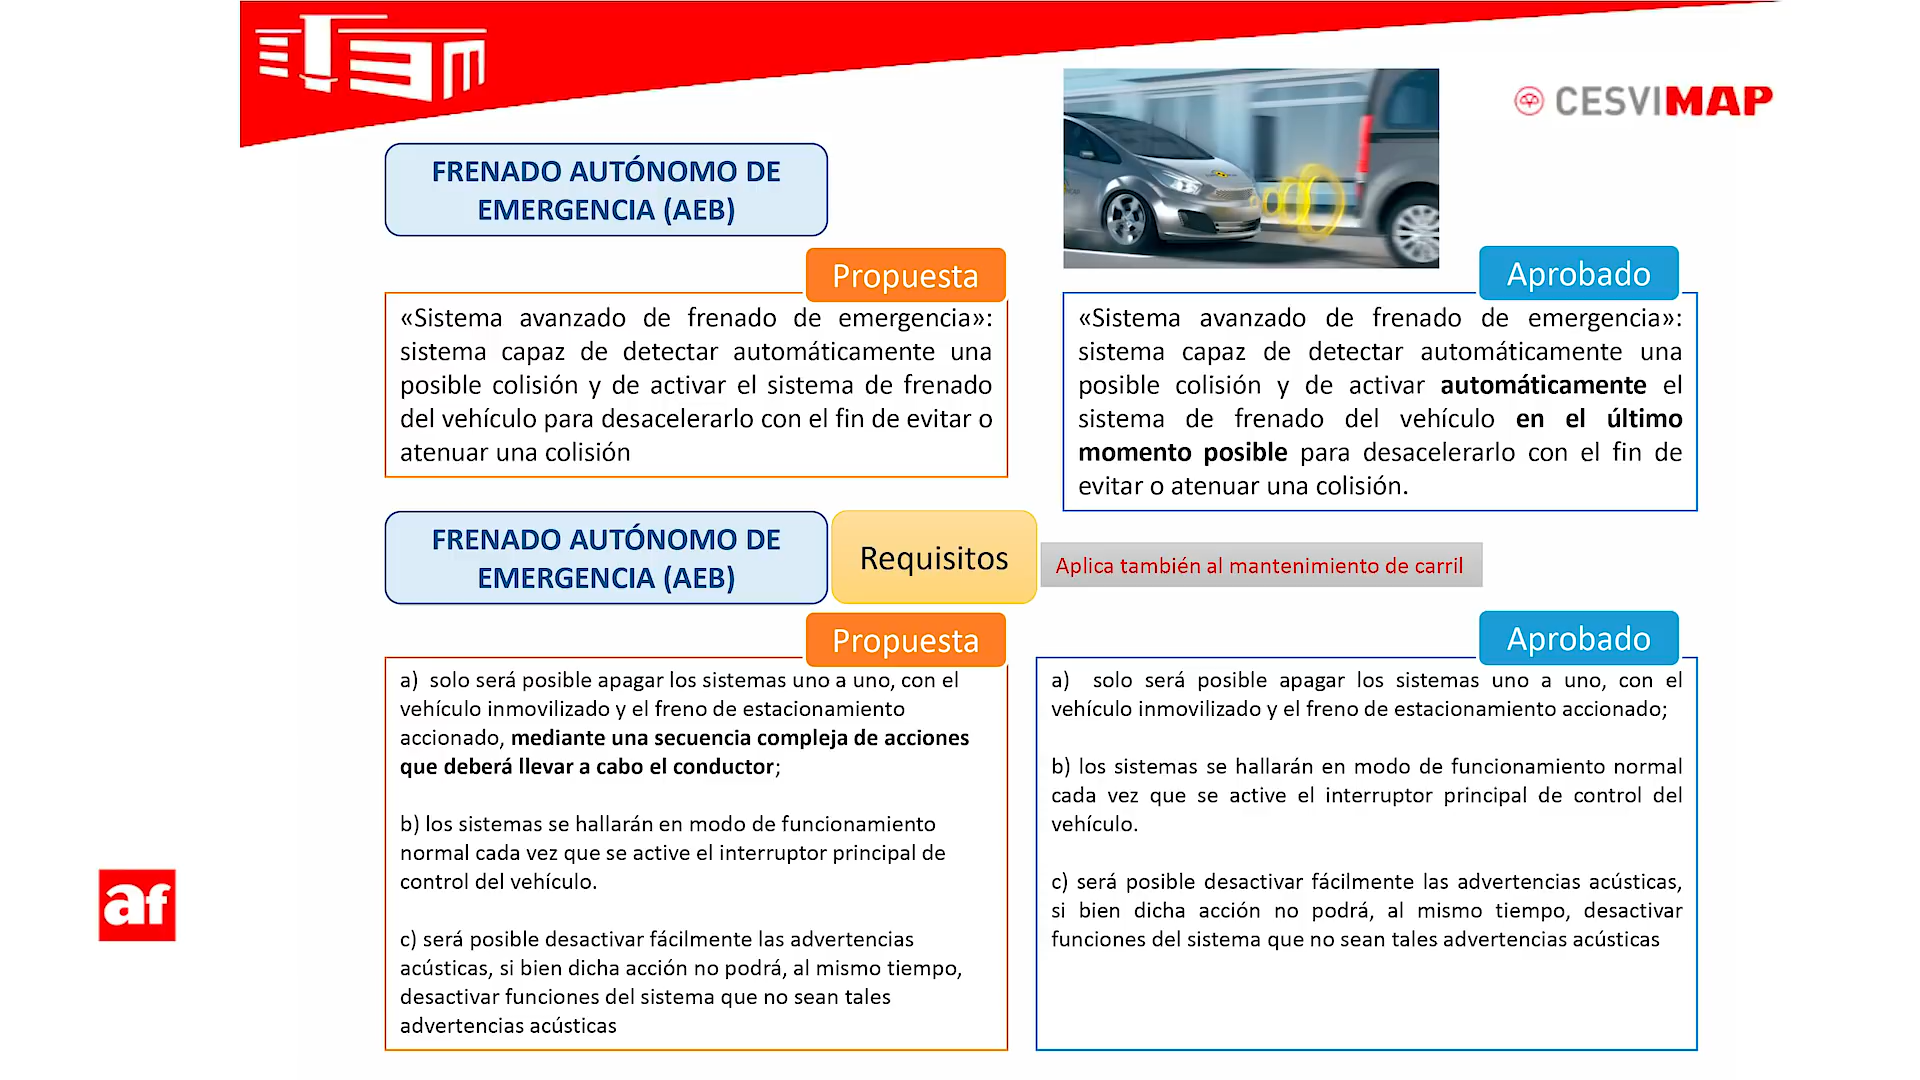 CESVIMAP
FRENADO AUTÓNOMO DE
EMERGENCIA (AEB)
Propuesta
«Sistema avanzado de frenado de emergencia»:
sistema capaz de detectar automáticamente una
posible colisión y de activar el sistema de frenado
del vehículo para desacelerarlo con el fin de evitar o
atenuar una colisión
Aprobado
«Sistema avanzado de frenado de emergencia»:
sistema capaz de detectar automáticamente una
posible colisión y de activar automáticamente el
sistema de frenado del vehículo en el último
momento posible para desacelerarlo con el fin de
evitar o atenuar una colisión.
FRENADO AUTÓNOMO DE
EMERGENCIA (AEB)
Requisitos
Aplica también al mantenimiento de carril
Propuesta
a) solo será posible apagar los sistemas uno a uno, con el
vehículo inmovilizado y el freno de estacionamiento
accionado, mediante una secuencia compleja de acciones
que deberá llevar a cabo el conductor;
b) los sistemas se hallarán en modo de funcionamiento
normal cada vez que se active el interruptor principal de
control del vehículo.
c) será posible desactivar fácilmente las advertencias
acústicas, si bien dicha acción no podrá, al mismo tiempo,
desactivar funciones del sistema que no sean tales
advertencias acústicas
Aprobado
a) solo será posible apagar los sistemas uno a uno, con el
vehículo inmovilizado y el freno de estacionamiento accionado;
b) los sistemas se hallarán en modo de funcionamiento normal
cada vez que se active el interruptor principal de control del
vehículo.
c) será posible desactivar fácilmente las advertencias acústicas,
si bien dicha acción no podrá, al mismo tiempo, desactivar
funciones del sistema que no sean tales advertencias acústicas
af